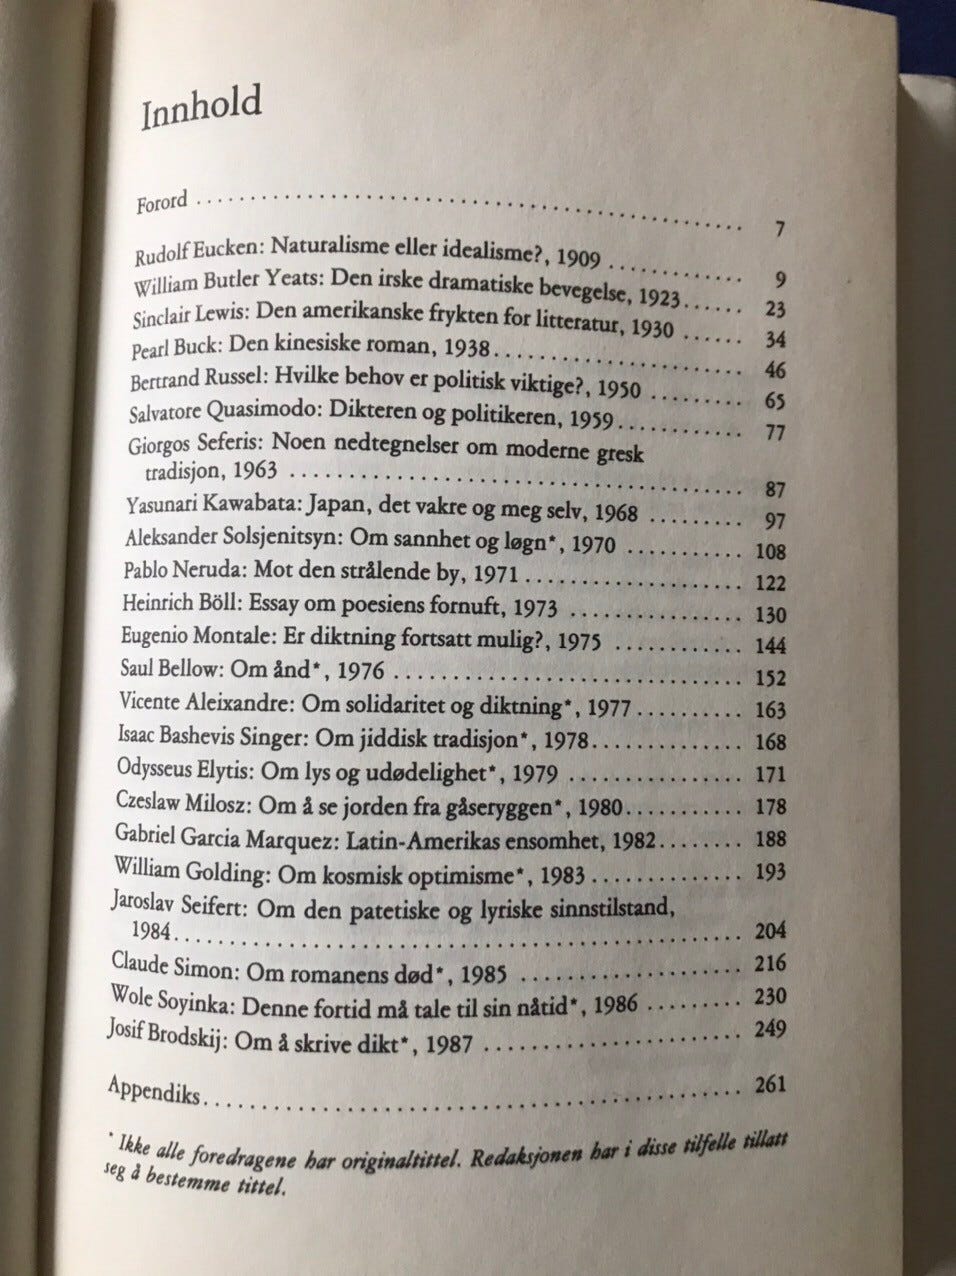 Innhold
Forord ........................................ 7
Rudolf Eucken: Naturalisme eller idealisme?, 1909 .......... 9
William Butler Yeats: Den irske dramatiske bevegelse, 1923...... 23
Sinclair Lewis: Den amerikanske frykten for litteratur, 1930 ...... 34
Pearl Buck: Den kinesiske roman, 1938.................. 46
Bertrand Russel: Hvilke behov er politisk viktige?, 1950 ........ 65
Salvatore Quasimodo: Dikteren og politikeren, 1959.......... 77
Giorgos Seferis: Noen nedtegnelser om moderne gresk
tradisjon, 1963 ................................. 87
Yasunari Kawabata: Japan, det vakre og meg selv, 1968 ........ 97
Aleksander Solsjenitsyn: Om sannhet og løgn*, 1970 .......... 108
Pablo Neruda: Mot den strålende by, 1971................ 122
Heinrich Böll: Essay om poesiens fornuft, 1973 ............. 130
Eugenio Montale: Er diktning fortsatt mulig?, 1975 ........... 144
Saul Bellow: Om ånd*, 1976 ......................... 152
Vicente Aleixandre: Om solidaritet og diktning*, 1977.......... 163
Isaac Bashevis Singer: Om jiddisk tradisjon*, 1978............ 168
Odysseus Elytis: Om lys og udødelighet*, 1979 ............. 171
Czeslaw Milosz: Om å se jorden fra gåseryggen*, 1980........... 178
Gabriel Garcia Marquez: Latin-Amerikas ensomhet, 1982........ 188
William Golding: Om kosmisk optimisme*, 1983 ............. 193
Jaroslav Seifert: Om den patetiske og lyriske sinnstilstand,
1984......................................... 204
Claude Simon: Om romanens død*, 1985 ................ 216
Wole Soyinka: Denne fortid må tale til sin nåtid*, 1986 ......... 230
Josif Brodskij: Om å skrive dikt*, 1987 ................... 249
Appendiks....................................... 261
* Ikke alle foredragene har originaltittel. Redaksjonen har i disse tilfelle tillatt
seg å bestemme tittel.